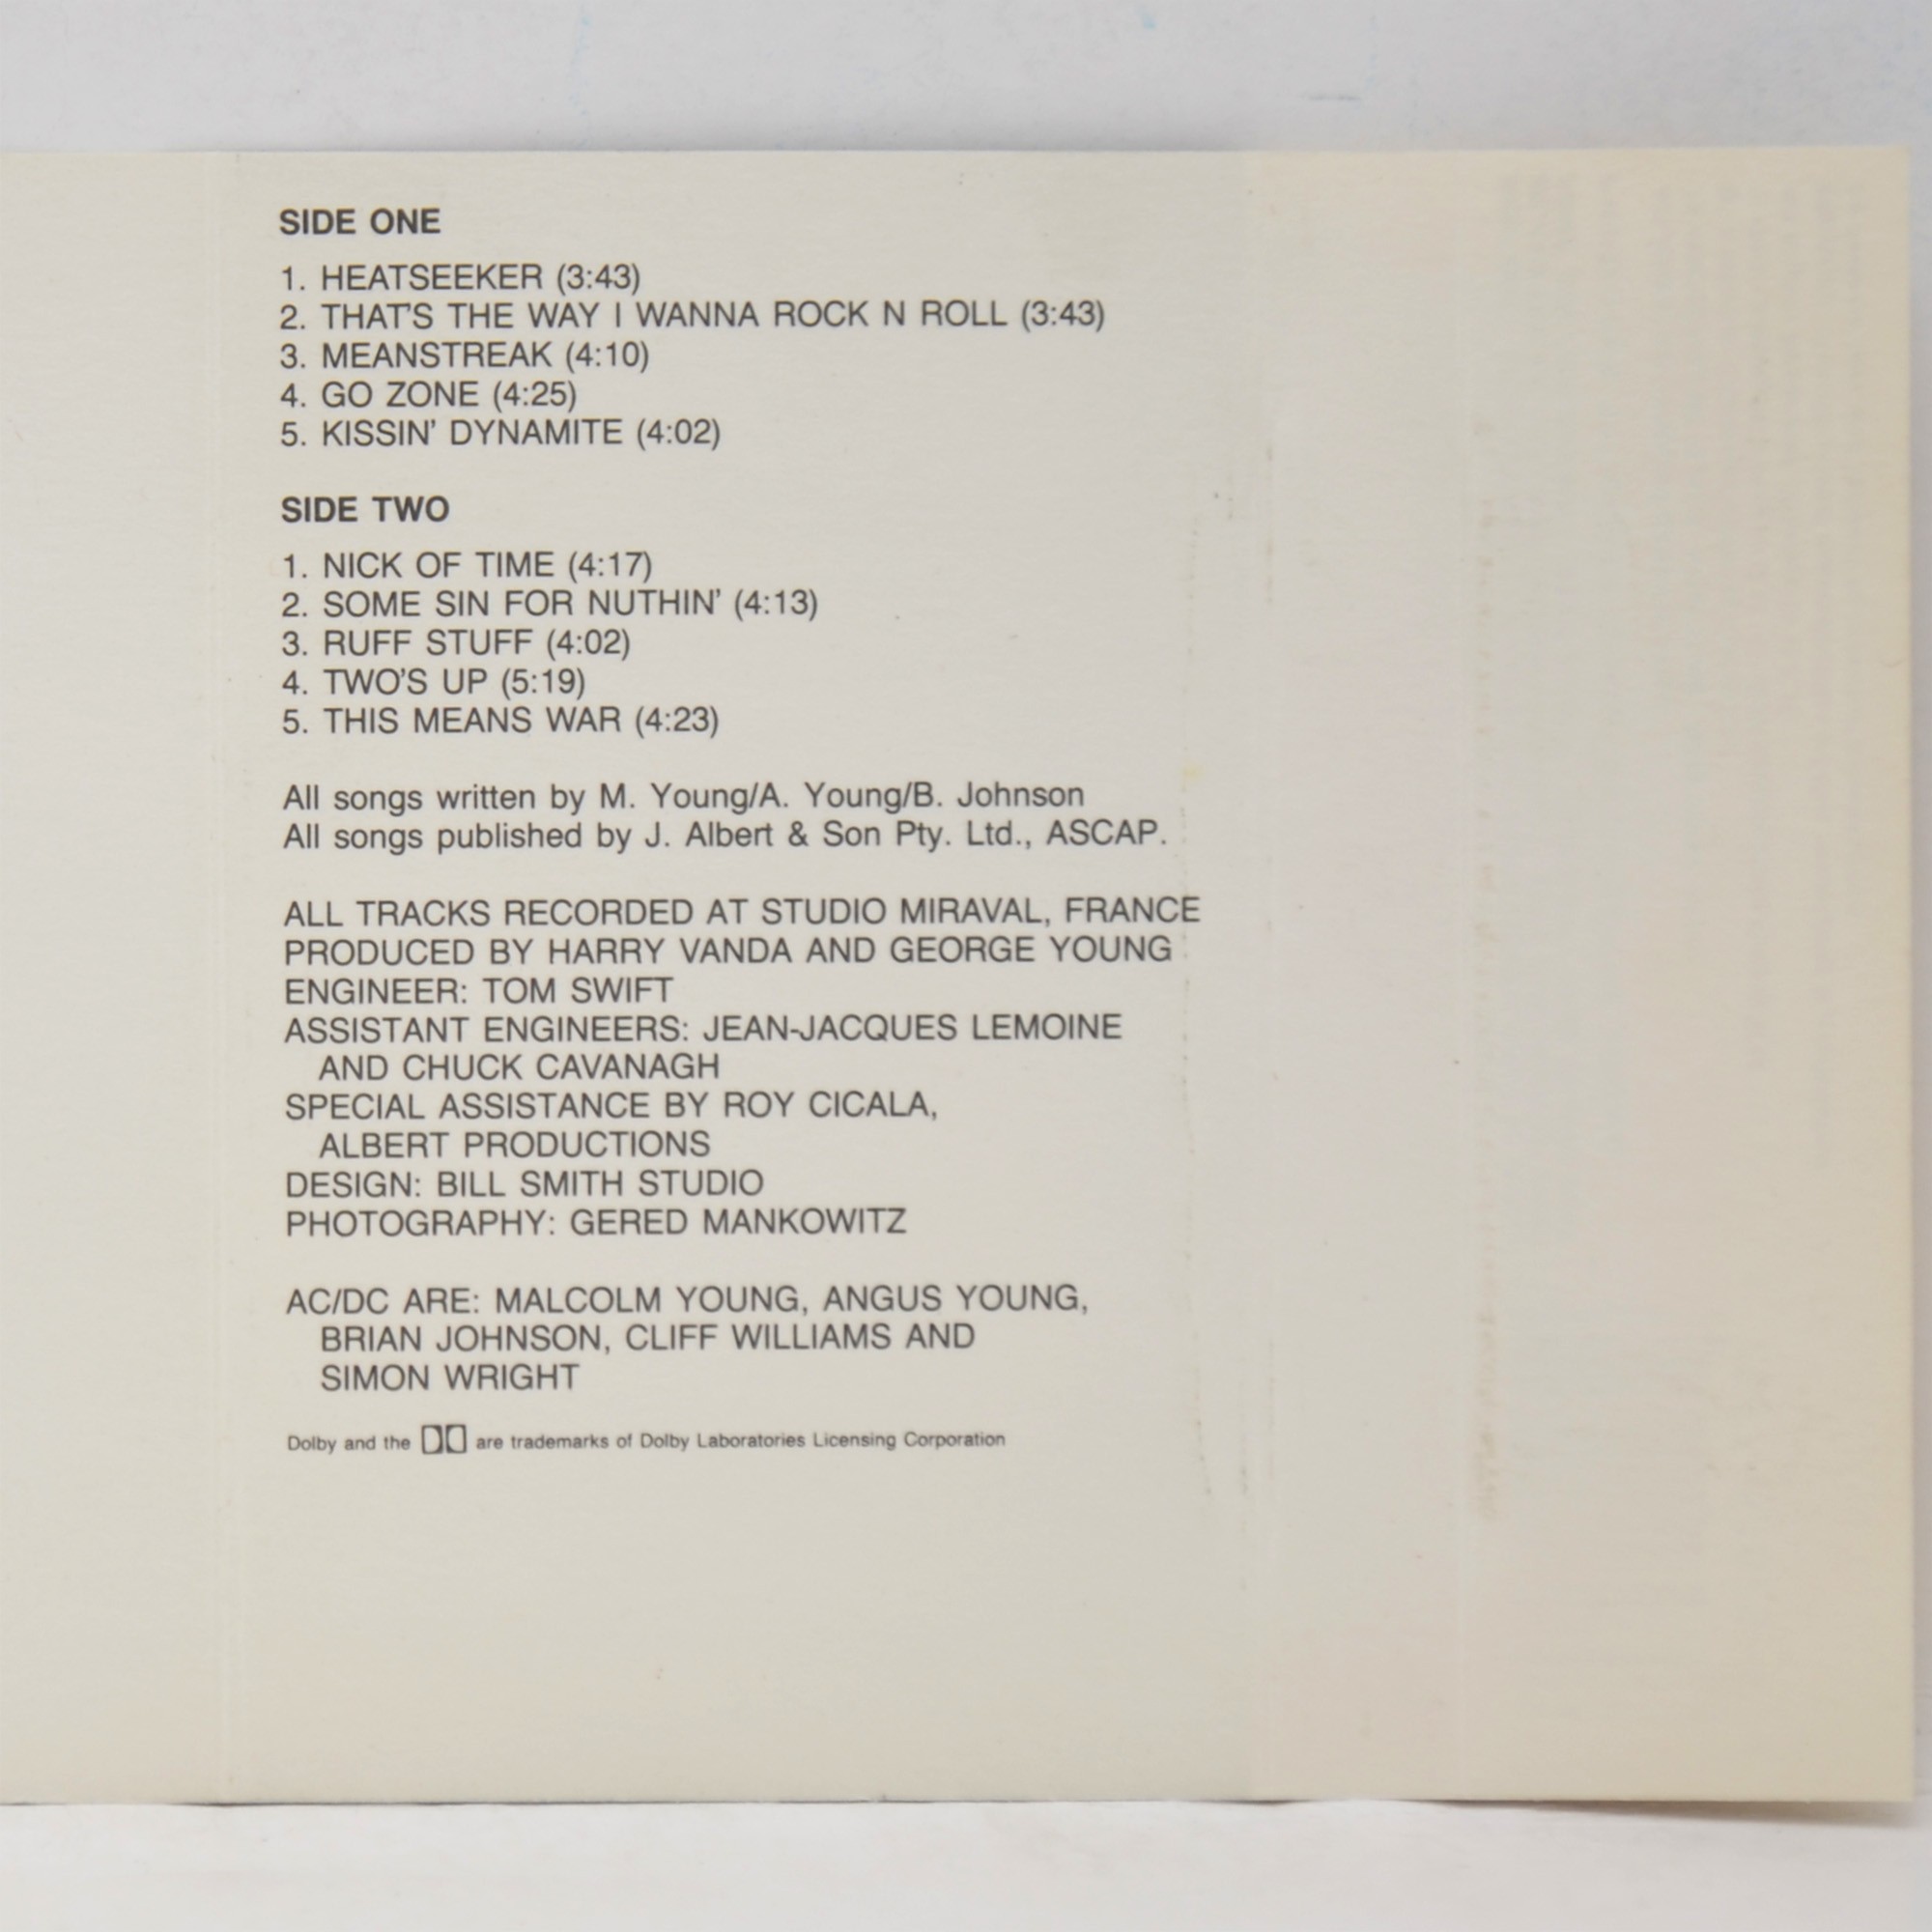 SIDE ONE
1. HEATSEEKER (3:43)
2. THAT'S THE WAY I WANNA ROCK N ROLL (3:43)
3. MEANSTREAK (4:10)
4. GO ZONE (4:25)
5. KISSIN' DYNAMITE (4:02)
SIDE TWO
1. NICK OF TIME (4:17)
2. SOME SIN FOR NUTHIN' (4:13)
3. RUFF STUFF (4:02)
4. TWO'S UP (5:19)
5. THIS MEANS WAR (4:23)
All songs written by M. Young/A. Young/B. Johnson
All songs published by J. Albert & Son Pty. Ltd., ASCAP.
ALL TRACKS RECORDED AT STUDIO MIRAVAL, FRANCE
PRODUCED BY HARRY VANDA AND GEORGE YOUNG
ENGINEER: TOM SWIFT
ASSISTANT ENGINEERS: JEAN-JACQUES LEMOINE
AND CHUCK CAVANAGH
SPECIAL ASSISTANCE BY ROY CICALA,
ALBERT PRODUCTIONS
DESIGN: BILL SMITH STUDIO
PHOTOGRAPHY: GERED MANKOWITZ
AC/DC ARE: MALCOLM YOUNG, ANGUS YOUNG,
BRIAN JOHNSON, CLIFF WILLIAMS AND
SIMON WRIGHT
Dolby and the are trademarks of Dolby Laboratories Licensing Corporation